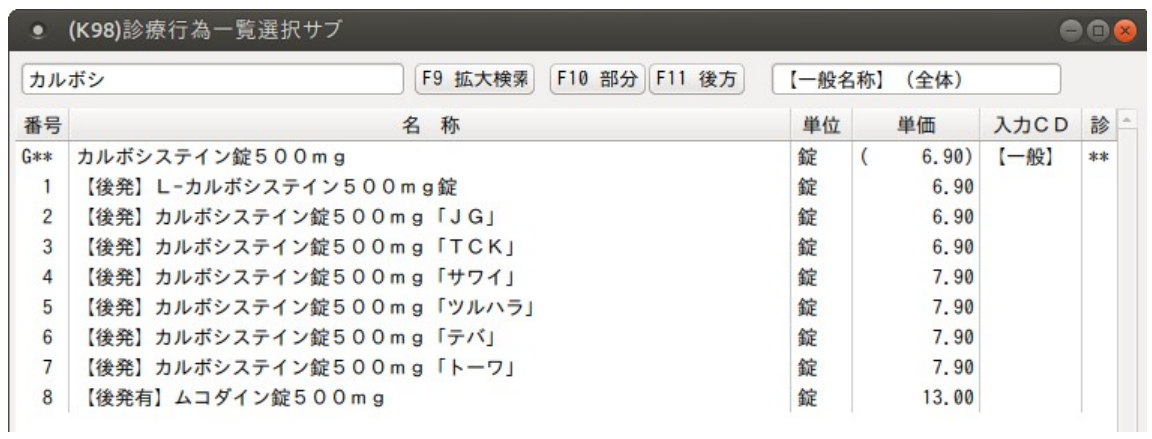 (K98)診療行為一覧選択サブ
カルボシ F9 拡大検索 F10 部分 F11 後方 【一般名称】（全体）
番号 名 称 単位 単価 入力ＣＤ 診
G** カルボシステイン錠５００ｍｇ 錠 ( 6.90) 【一般】 **
1 【後発】Ｌ-カルボシステイン５００ｍｇ錠 錠 6.90
2 【後発】カルボシステイン錠５００ｍｇ「ＪＧ」 錠 6.90
3 【後発】カルボシステイン錠５００ｍｇ「ＴＣＫ」 錠 6.90
4 【後発】カルボシステイン錠５００ｍｇ「サワイ」 錠 7.90
5 【後発】カルボシステイン錠５００ｍｇ「ツルハラ」 錠 7.90
6 【後発】カルボシステイン錠５００ｍｇ「テバ」 錠 7.90
7 【後発】カルボシステイン錠５００ｍｇ「トーワ」 錠 7.90
8 【後発有】ムコダイン錠５００ｍｇ 錠 13.00